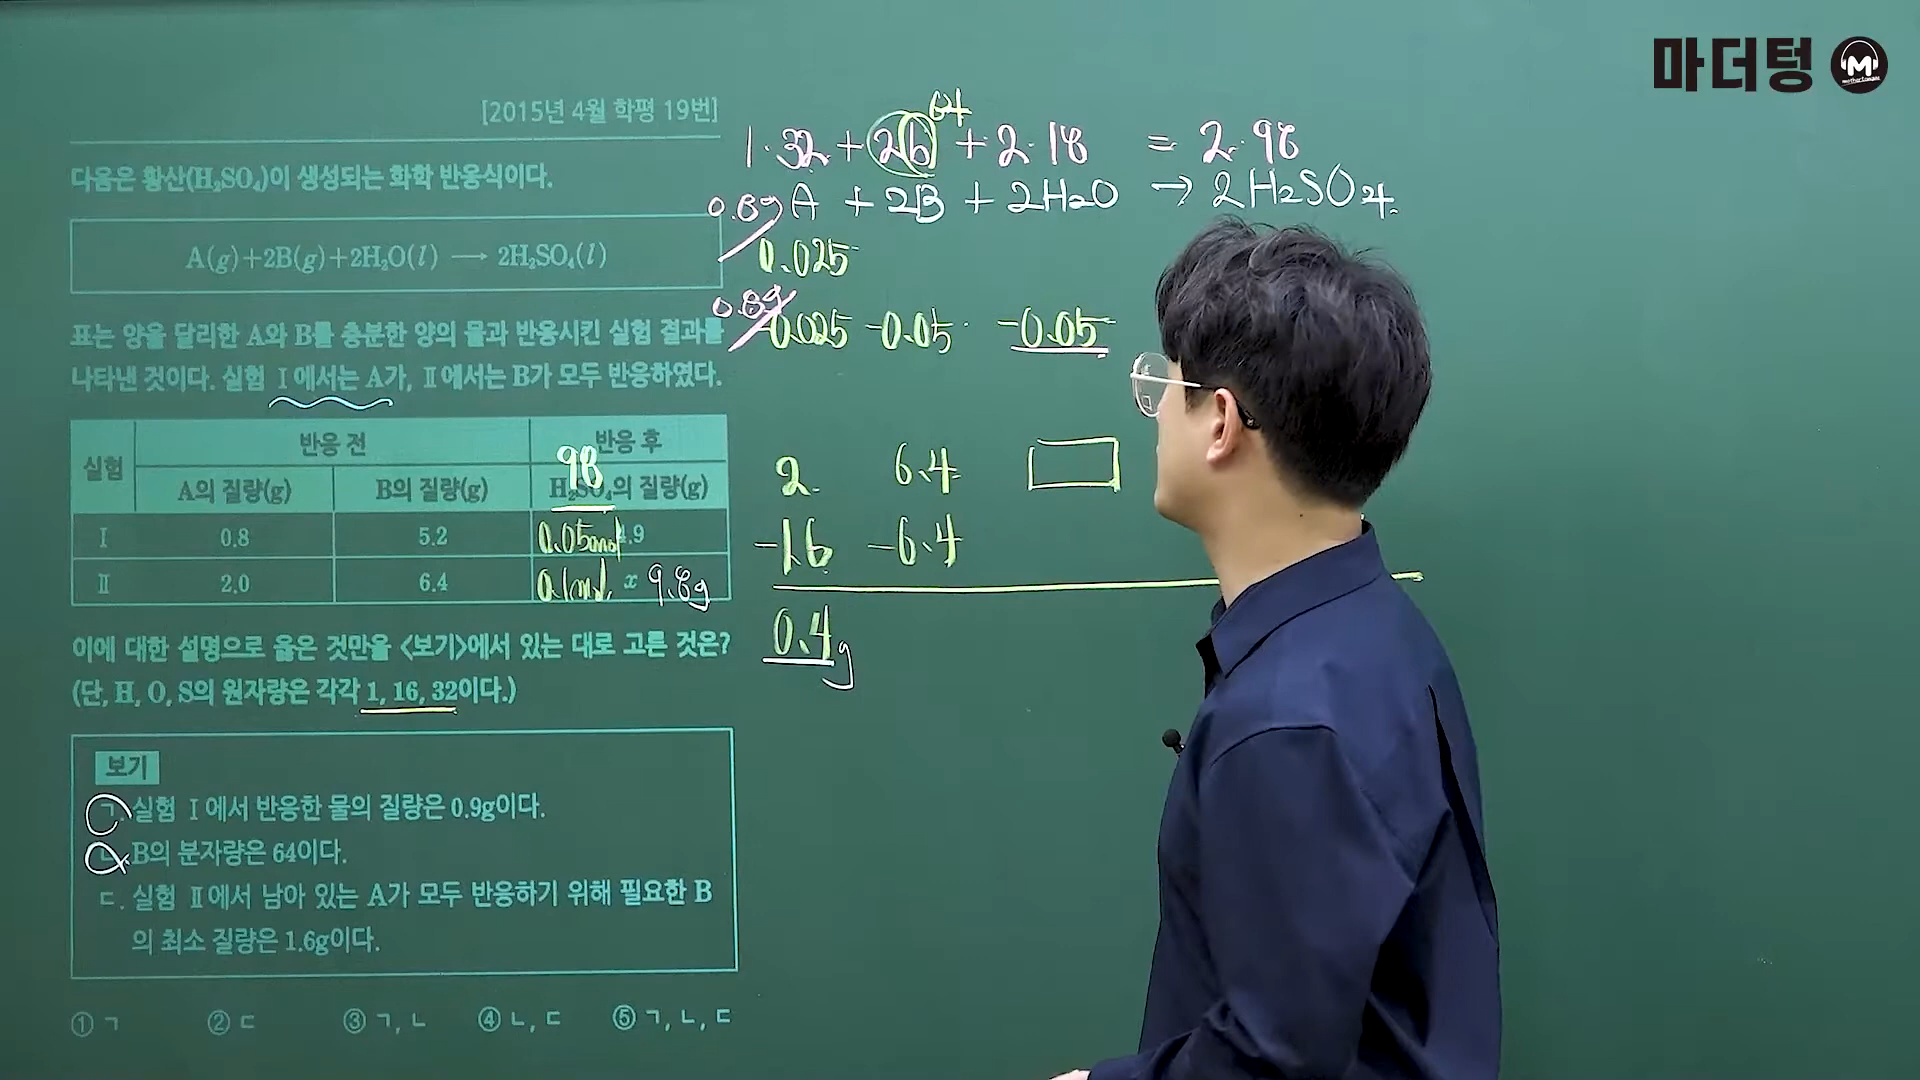 마더텅
[2015년 4월 학평 19번]
다음은 황산(H₂SO₄)이 생성되는 화학 반응식이다.
A(g)+2B(g)+2H₂O(l) ⟶ 2H₂SO₄(l)
표는 양을 달리한 A와 B를 충분한 양의 물과 반응시킨 실험 결과를
나타낸 것이다. 실험 Ⅰ에서는 A가, Ⅱ에서는 B가 모두 반응하였다.
실험 반응 전 반응 후
A의 질량(g) B의 질량(g) H₂SO₄의 질량(g)
98
Ⅰ 0.8 5.2 0.05mol 4.9
Ⅱ 2.0 6.4 0.1mol x 9.8g
이에 대한 설명으로 옳은 것만을 <보기>에서 있는 대로 고른 것은?
(단, H, O, S의 원자량은 각각 1, 16, 32이다.)
보기
ㄱ. 실험 Ⅰ에서 반응한 물의 질량은 0.9g이다.
ㄴ. B의 분자량은 64이다.
ㄷ. 실험 Ⅱ에서 남아 있는 A가 모두 반응하기 위해 필요한 B
의 최소 질량은 1.6g이다.
① ㄱ ② ㄷ ③ ㄱ, ㄴ ④ ㄴ, ㄷ ⑤ ㄱ, ㄴ, ㄷ
64
1·32 + 2b + 2·18 = 2·98
0.8g A + 2B + 2H₂O → 2H₂SO₄
0.025
0.8g -0.025 -0.05 -0.05
2 6.4
-1.6 -6.4
0.4g